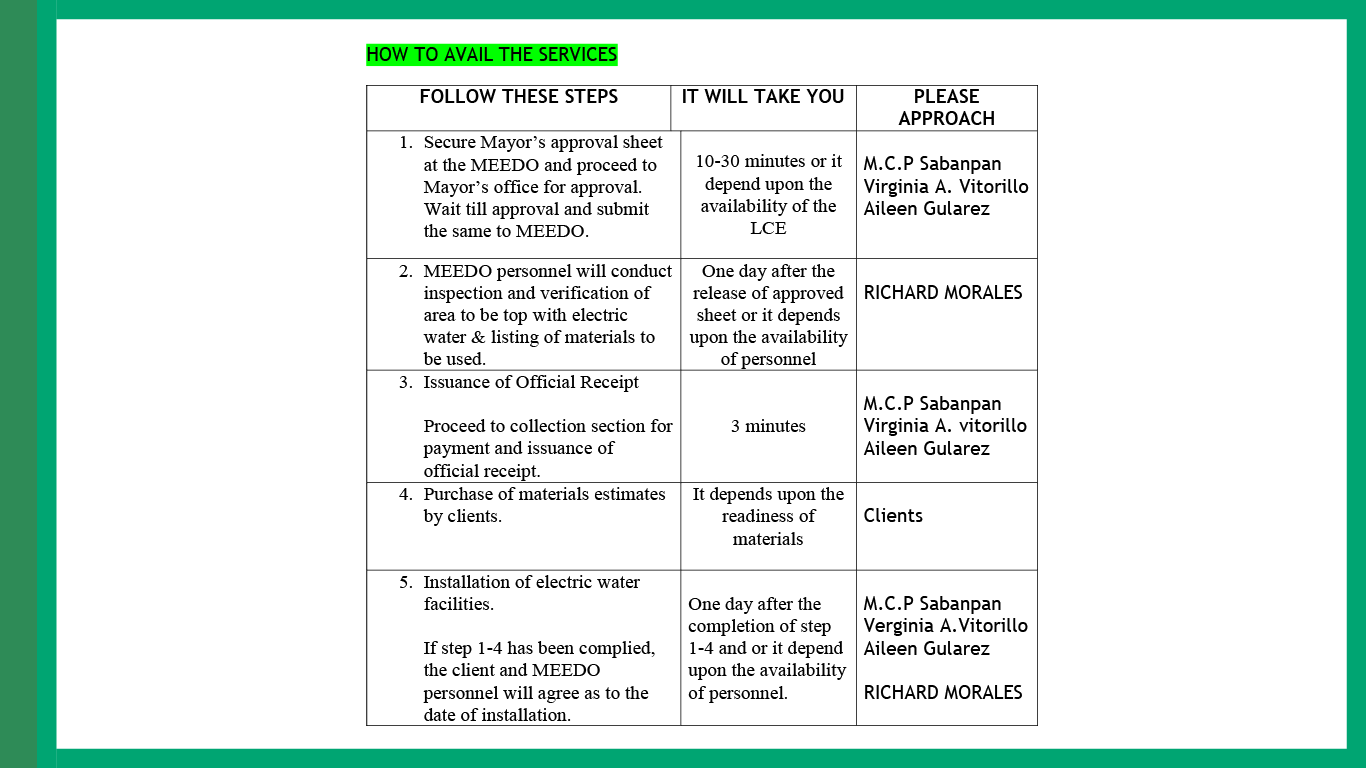 HOW TO AVAIL THE SERVICES
FOLLOW THESE STEPS
IT WILL TAKE YOU
PLEASE
APPROACH
1. Secure Mayor’s approval sheet
at the MEEDO and proceed to
Mayor’s office for approval.
Wait till approval and submit
the same to MEEDO.
10-30 minutes or it
depend upon the
availability of the
LCE
M.C.P Sabanpan
Virginia A. Vitorillo
Aileen Gularez
2. MEEDO personnel will conduct
inspection and verification of
area to be top with electric
water & listing of materials to
be used.
One day after the
release of approved
sheet or it depends
upon the availability
of personnel
RICHARD MORALES
3. Issuance of Official Receipt
Proceed to collection section for
payment and issuance of
official receipt.
3 minutes
M.C.P Sabanpan
Virginia A. vitorillo
Aileen Gularez
4. Purchase of materials estimates
by clients.
It depends upon the
readiness of
materials
Clients
5. Installation of electric water
facilities.
If step 1-4 has been complied,
the client and MEEDO
personnel will agree as to the
date of installation.
One day after the
completion of step
1-4 and or it depend
upon the availability
of personnel.
M.C.P Sabanpan
Verginia A.Vitorillo
Aileen Gularez
RICHARD MORALES